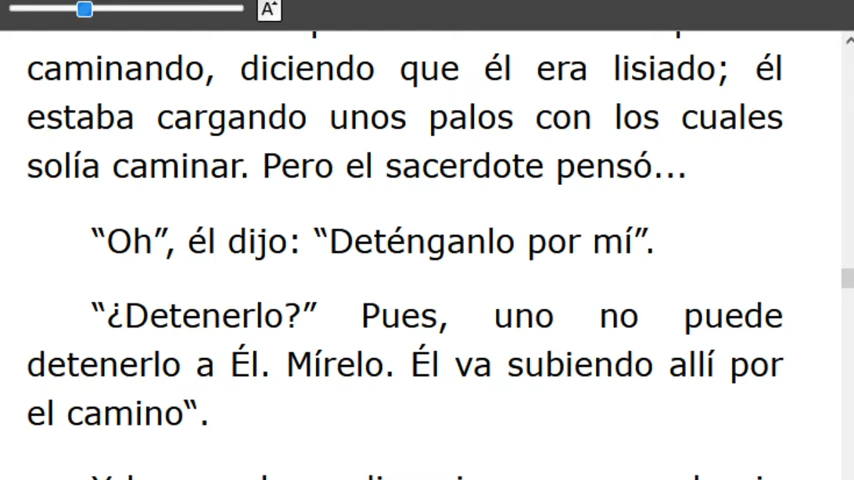 A
caminando, diciendo que él era lisiado; él
estaba cargando unos palos con los cuales
solía caminar. Pero el sacerdote pensó...
“Oh”, él dijo: “Deténganlo por mí”.
“¿Detenerlo?” Pues, uno no puede
detenerlo a Él. Mírelo. Él va subiendo allí por
el camino‟.